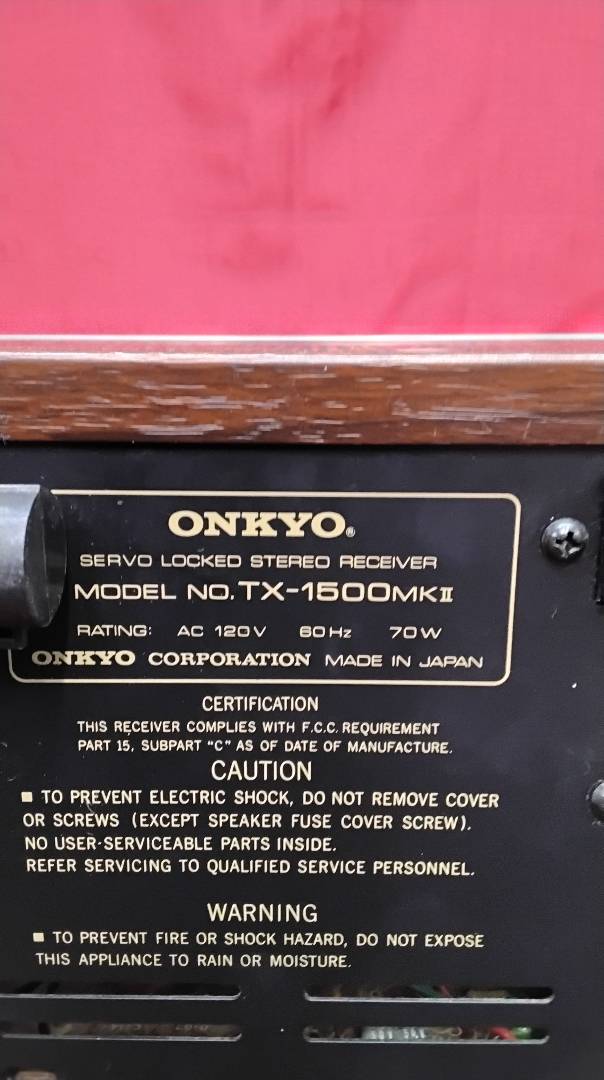 ONKYO®
SERVO LOCKED STEREO RECEIVER
MODEL NO. TX-1500MKII
RATING: AC 120V 60Hz 70W
ONKYO CORPORATION MADE IN JAPAN
CERTIFICATION
THIS RECEIVER COMPLIES WITH F.C.C. REQUIREMENT
PART 15, SUBPART "C" AS OF DATE OF MANUFACTURE.
CAUTION
■ TO PREVENT ELECTRIC SHOCK, DO NOT REMOVE COVER
OR SCREWS (EXCEPT SPEAKER FUSE COVER SCREW).
NO USER-SERVICEABLE PARTS INSIDE.
REFER SERVICING TO QUALIFIED SERVICE PERSONNEL.
WARNING
■ TO PREVENT FIRE OR SHOCK HAZARD, DO NOT EXPOSE
THIS APPLIANCE TO RAIN OR MOISTURE.